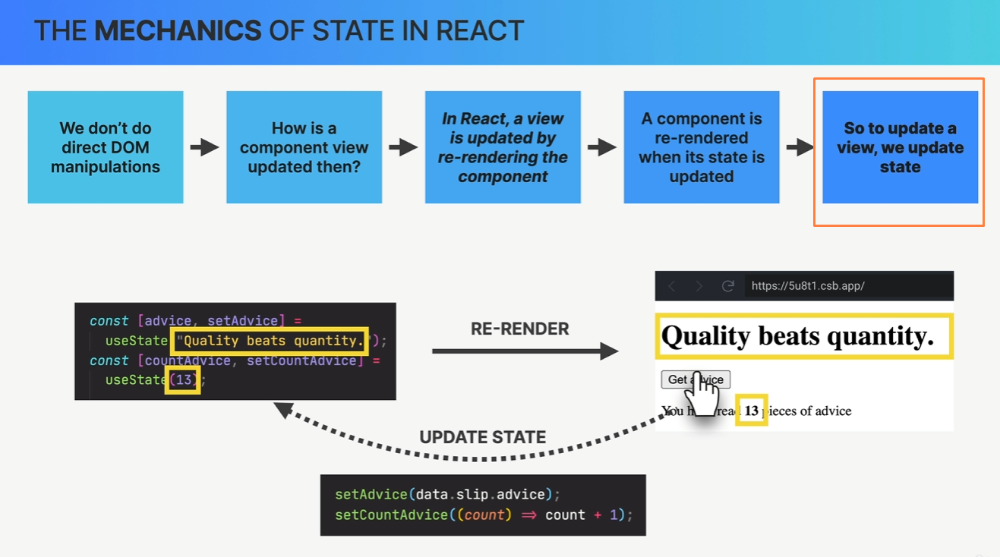 THE MECHANICS OF STATE IN REACT
We don't do
direct DOM
manipulations
How is a
component view
updated then?
In React, a view
is updated by
re-rendering the
component
A component is
re-rendered
when its state is
updated
So to update a
view, we update
state
const [advice, setAdvice] =
useState "Quality beats quantity.");
const [countAdvice, setCountAdvice] =
useState(13);
RE-RENDER
https://5u8t1.csb.app/
Quality beats quantity.
Get advice
You have read 13 pieces of advice
UPDATE STATE
setAdvice(data.slip.advice);
setCountAdvice((count) => count + 1);